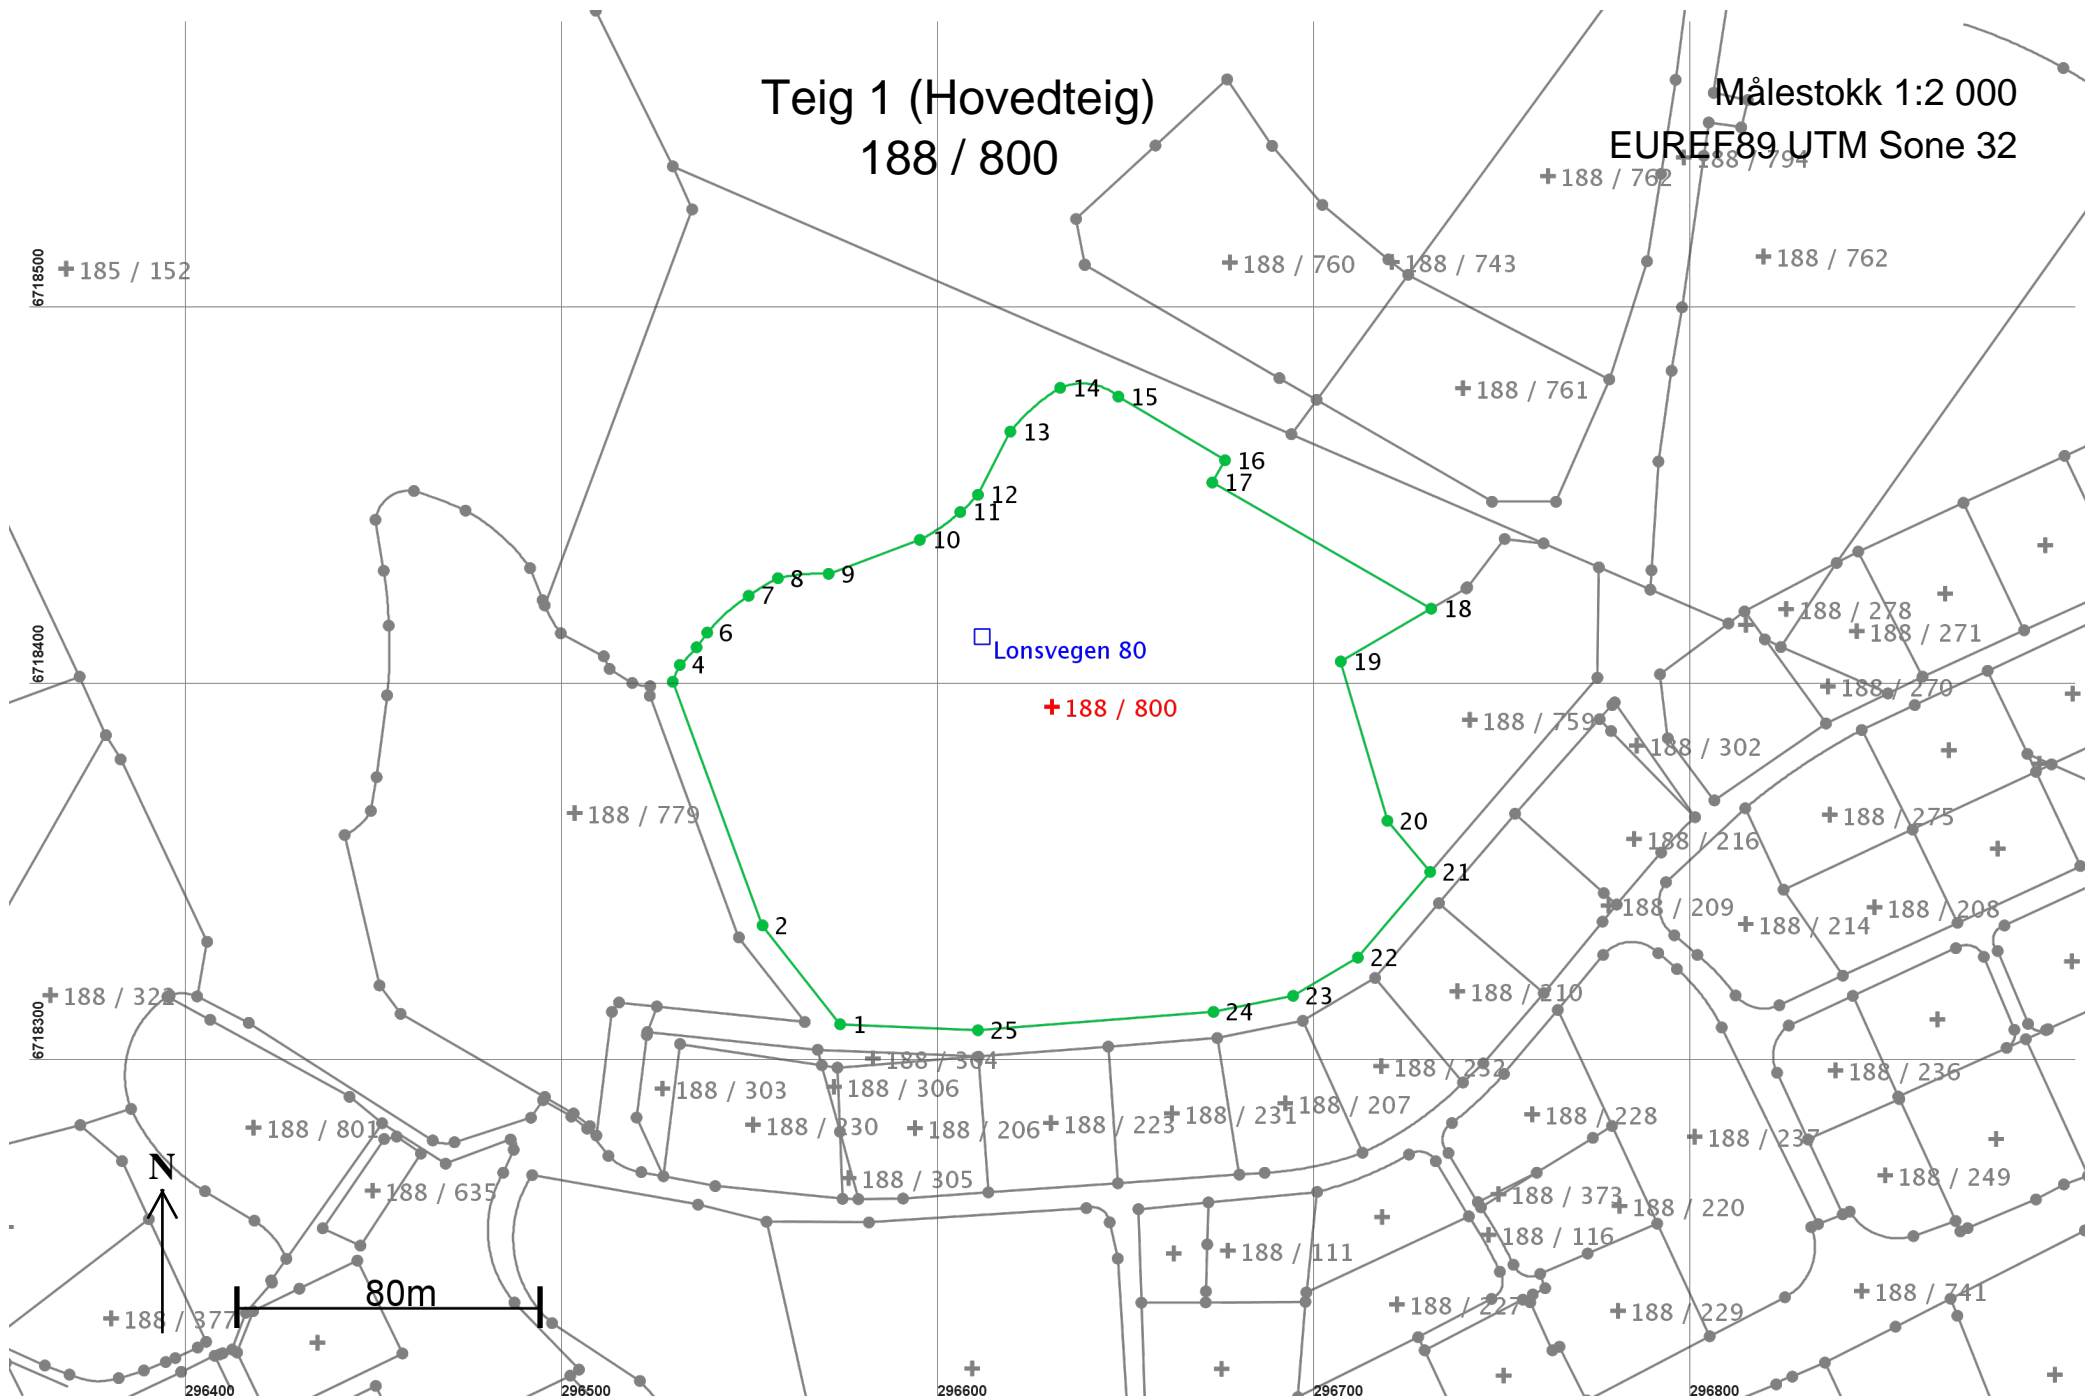 Teig 1 (Hovedteig)
188 / 800
Målestokk 1:2 000
EUREF89 UTM Sone 32
188 / 794
188 / 762
185 / 152
188 / 760
188 / 743
188 / 762
6718500
188 / 761
14
15
13
16
17
12
11
10
9
8
7
6
4
18
19
Lonsvegen 80
188 / 800
6718400
188 / 278
188 / 271
188 / 270
188 / 759
188 / 302
188 / 779
20
188 / 275
188 / 216
21
188 / 209
188 / 208
188 / 214
2
22
188 / 210
23
24
1
25
6718300
188 / 304
188 / 232
188 / 236
188 / 303
188 / 306
188 / 231
188 / 207
188 / 228
188 / 801
188 / 230
188 / 206
188 / 223
188 / 237
N
188 / 305
188 / 635
188 / 373
188 / 249
188 / 220
188 / 116
188 / 111
80m
188 / 377
188 / 227
188 / 229
188 / 741
296400
296500
296600
296700
296800